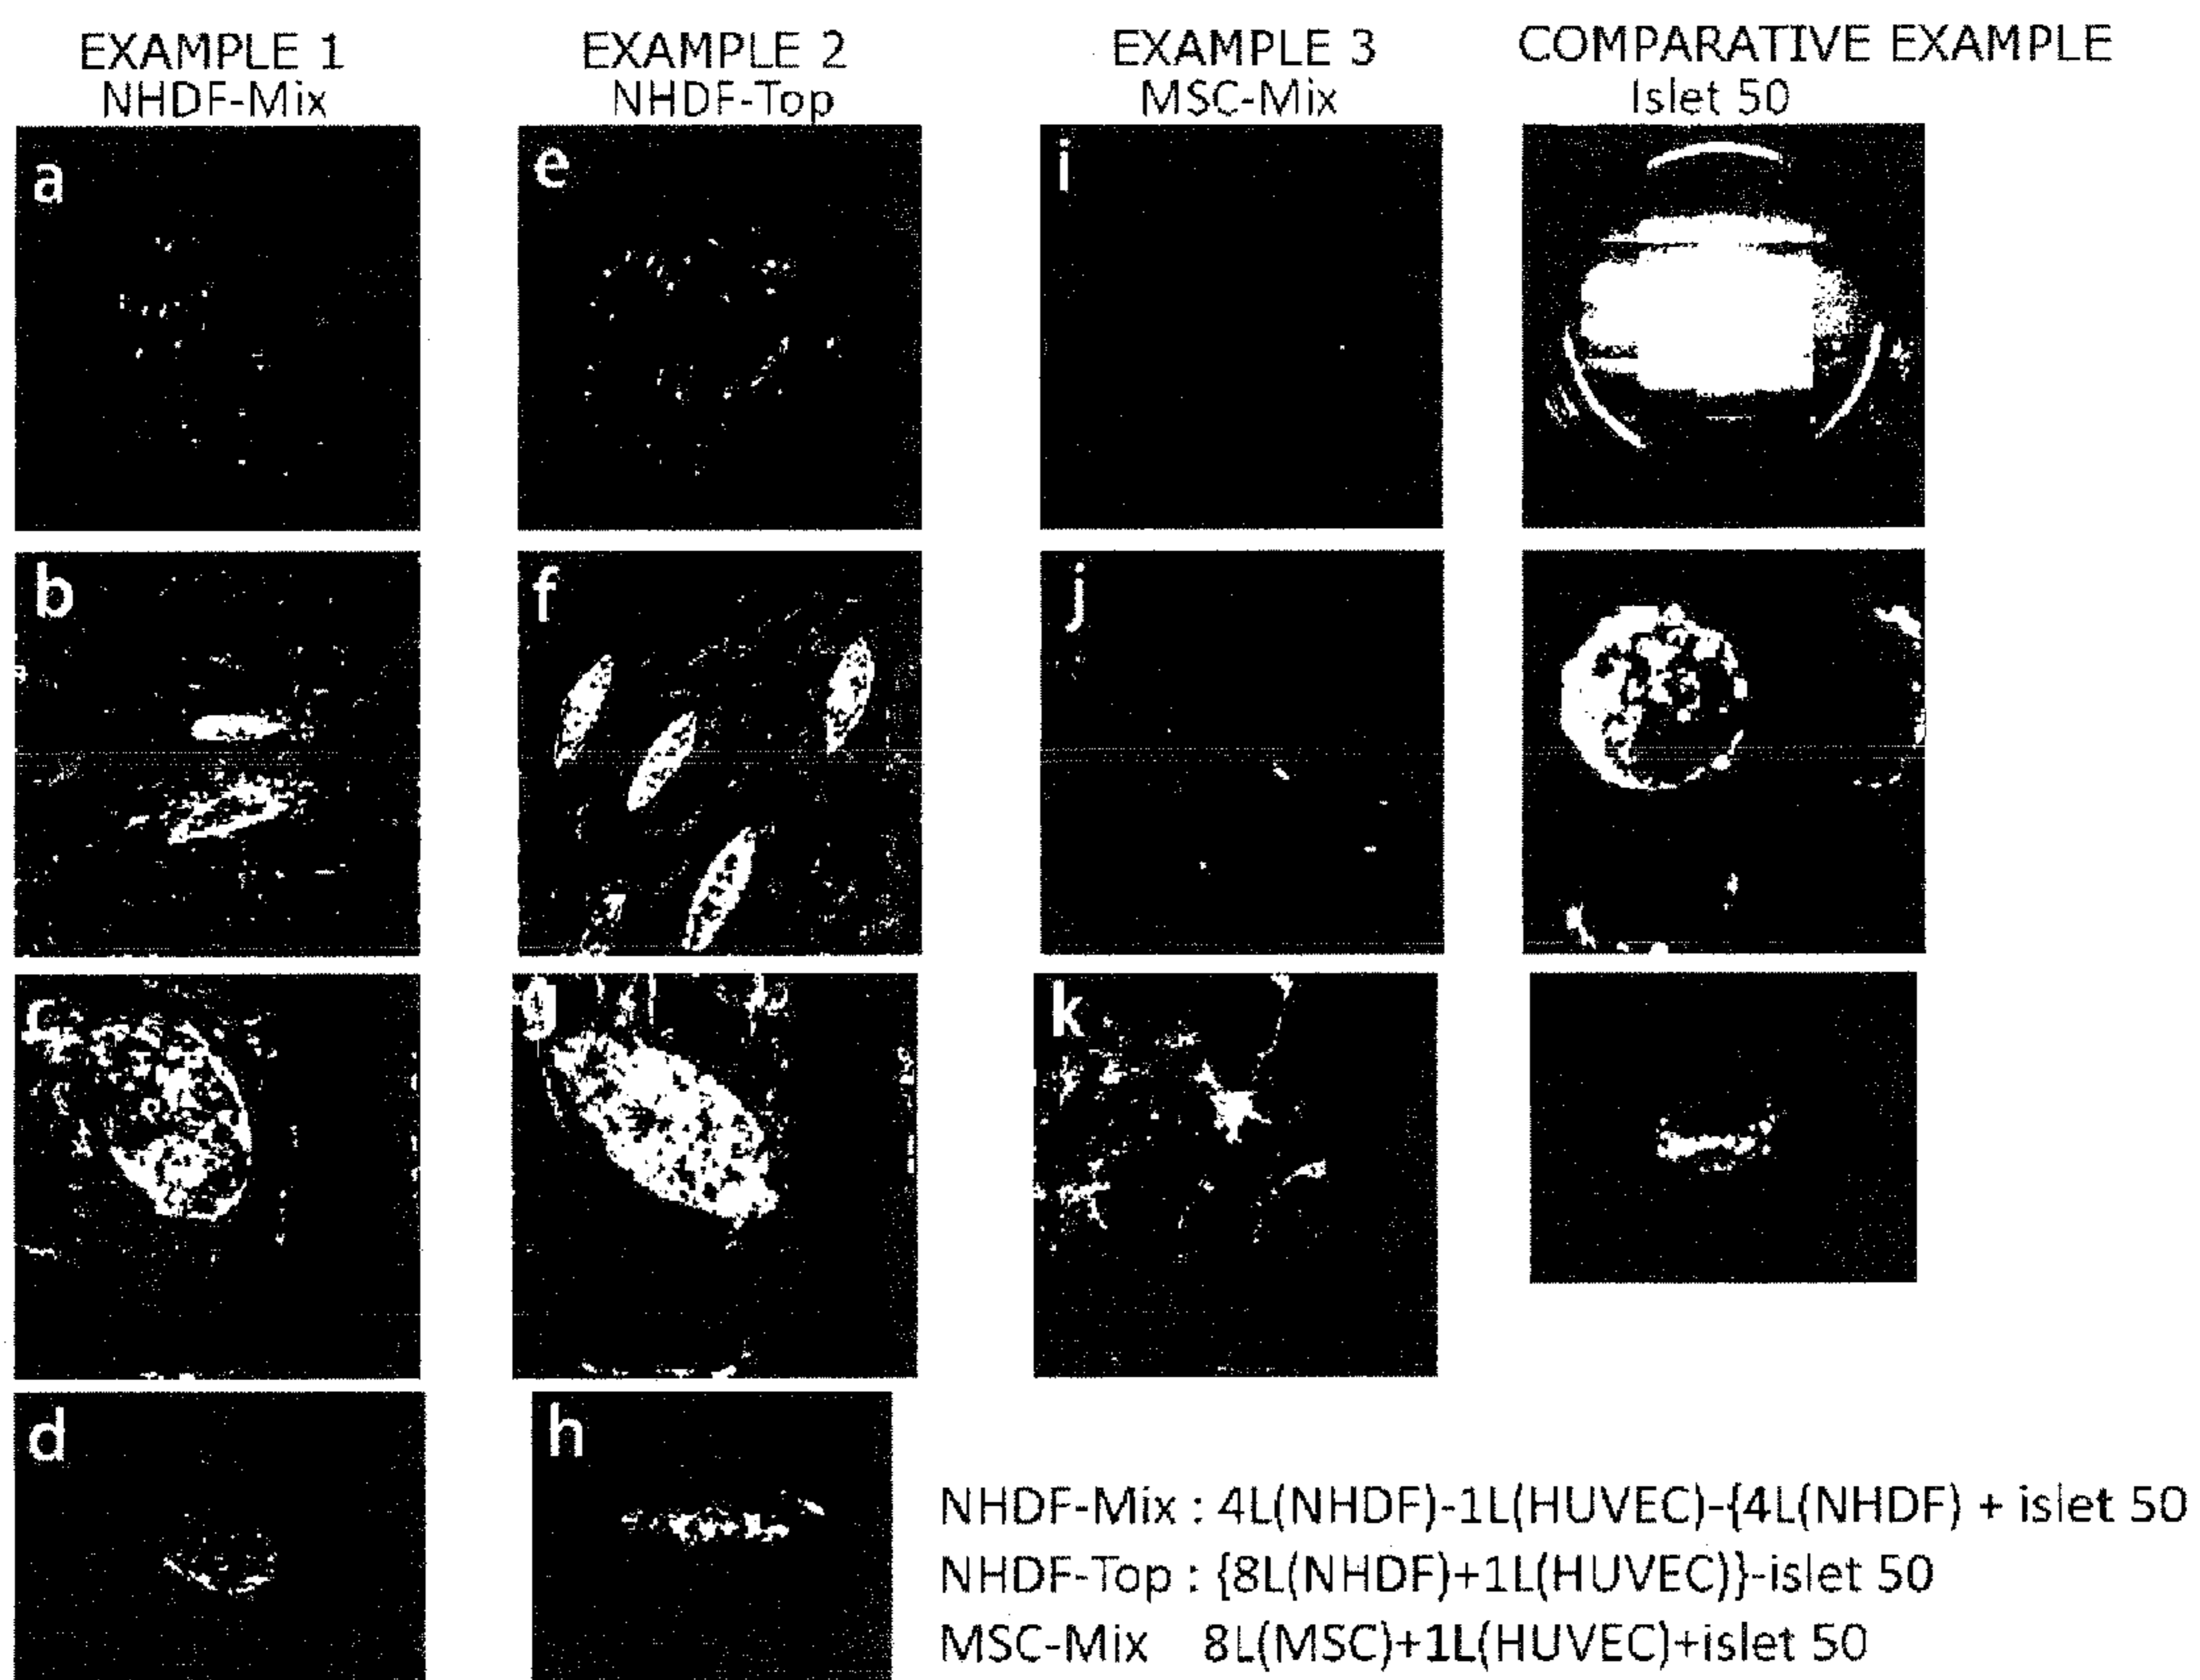 EXAMPLE 1
NHDF-Mix
EXAMPLE 2
NHDF-Top
EXAMPLE 3
MSC-Mix
COMPARATIVE EXAMPLE
Islet 50
a
e
i
b
f
j
c
g
k
d
h
NHDF-Mix : 4L(NHDF)-1L(HUVEC)-{4L(NHDF) + islet 50
NHDF-Top : {8L(NHDF)+1L(HUVEC)}-islet 50
MSC-Mix 8L(MSC)+1L(HUVEC)+islet 50